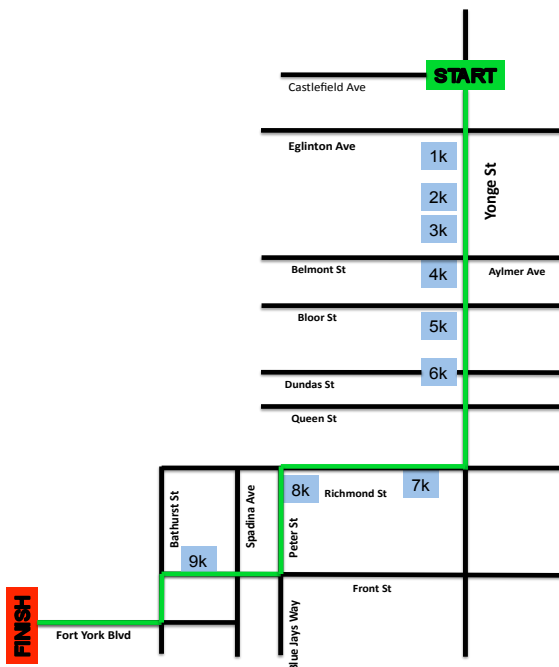 START
Castlefield Ave
Eglinton Ave
1k
Yonge St
2k
3k
Belmont St
4k
Aylmer Ave
Bloor St
5k
6k
Dundas St
Queen St
Bathurst St
Spadina Ave
8k
Peter St
Richmond St
7k
9k
Front St
FINISH
Fort York Blvd
Blue Jays Way